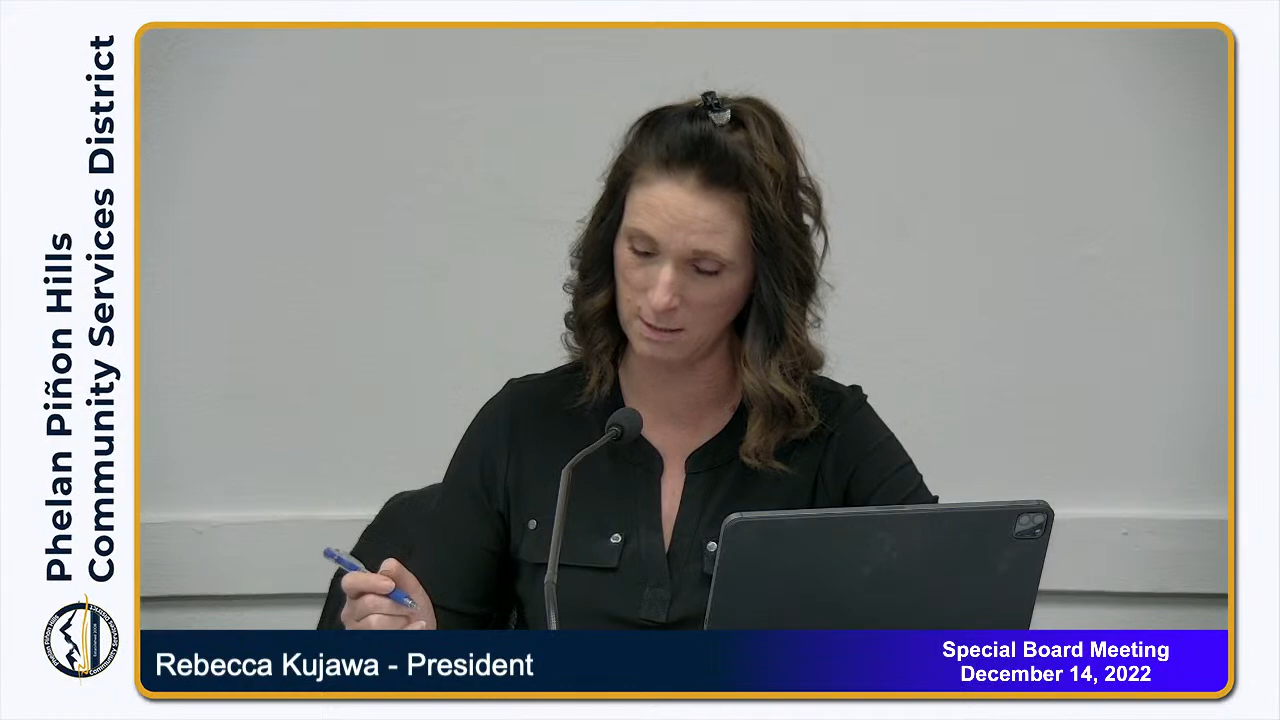 Phelan Piñon Hills
Community Services District
Rebecca Kujawa - President
Special Board Meeting
December 14, 2022